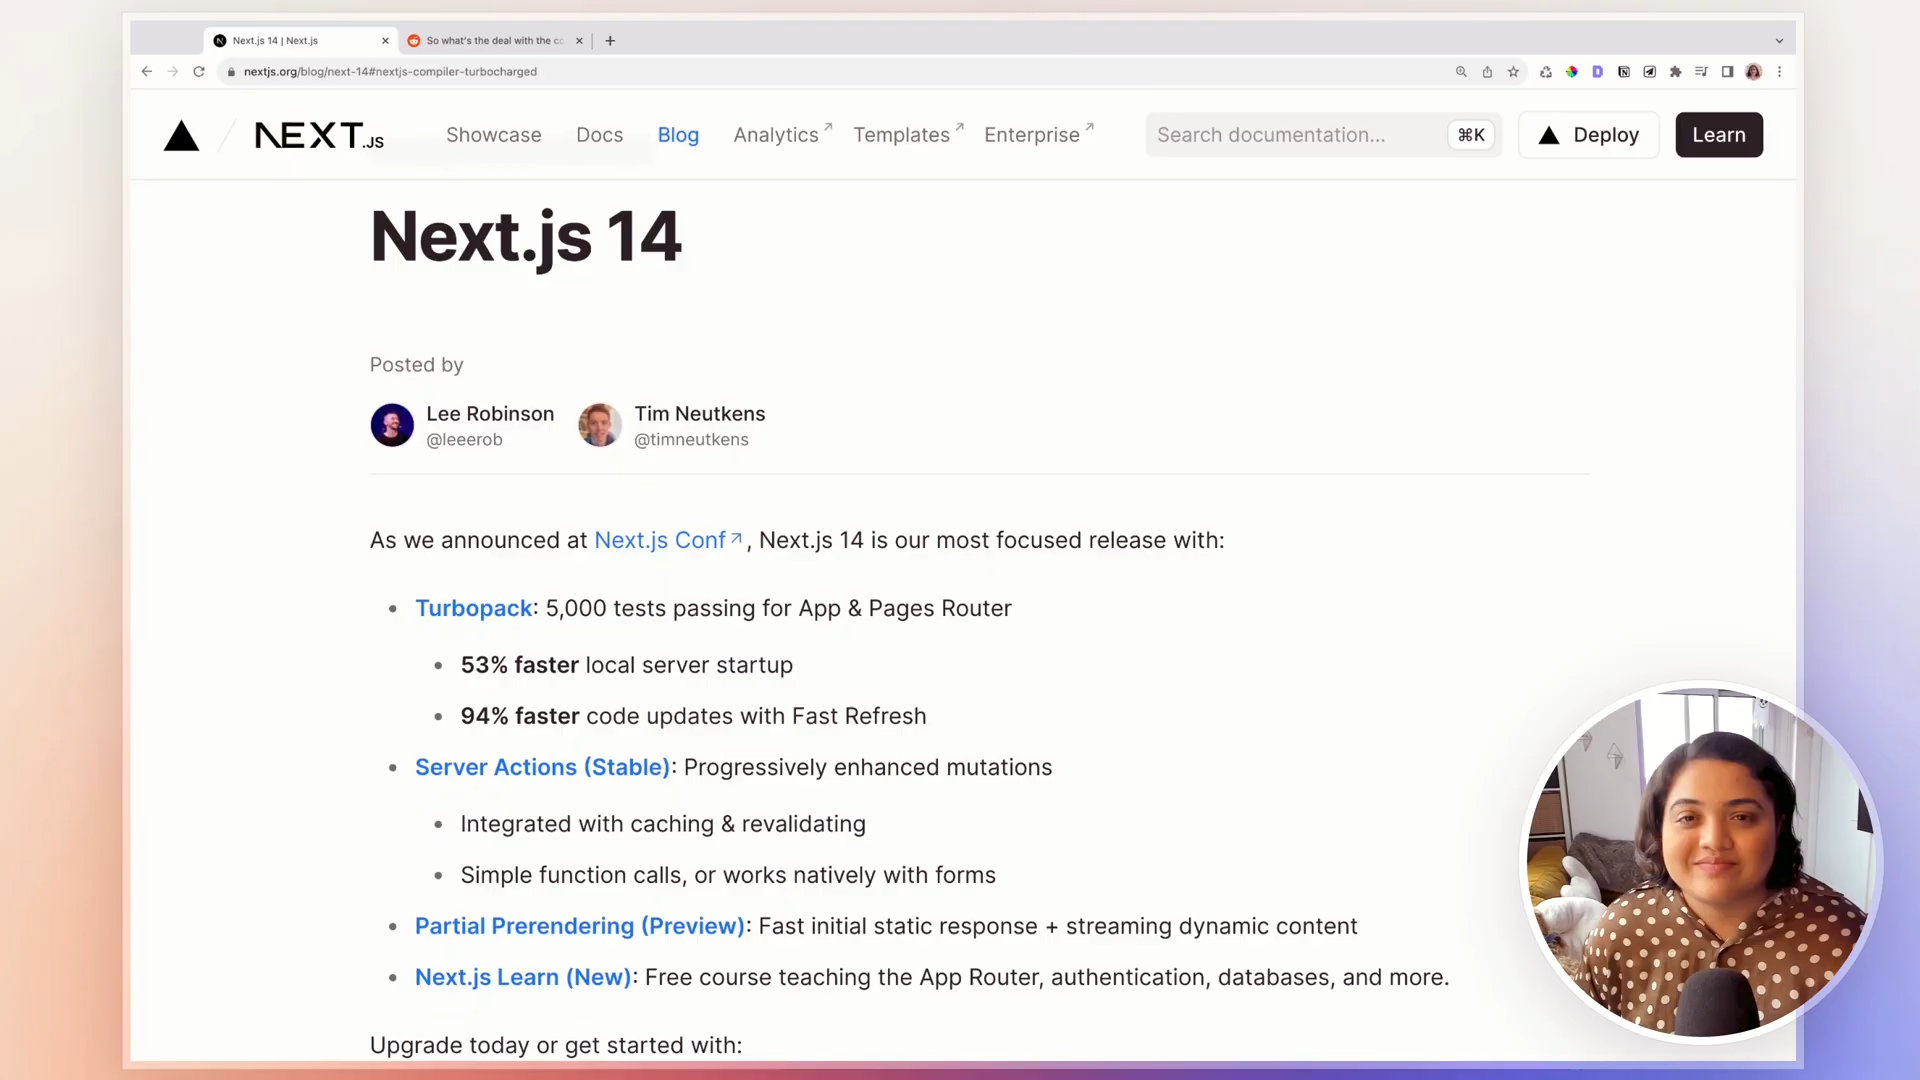 Next.js 14 | Next.js
So what's the deal with the co
nextjs.org/blog/next-14#nextjs-compiler-turbocharged
NEXT.JS
Showcase
Docs
Blog
Analytics
Templates
Enterprise
Search documentation...
⌘K
Deploy
Learn
Next.js 14
Posted by
Lee Robinson
@leeerob
Tim Neutkens
@timneutkens
As we announced at Next.js Conf, Next.js 14 is our most focused release with:
Turbopack: 5,000 tests passing for App & Pages Router
53% faster local server startup
94% faster code updates with Fast Refresh
Server Actions (Stable): Progressively enhanced mutations
Integrated with caching & revalidating
Simple function calls, or works natively with forms
Partial Prerendering (Preview): Fast initial static response + streaming dynamic content
Next.js Learn (New): Free course teaching the App Router, authentication, databases, and more.
Upgrade today or get started with: